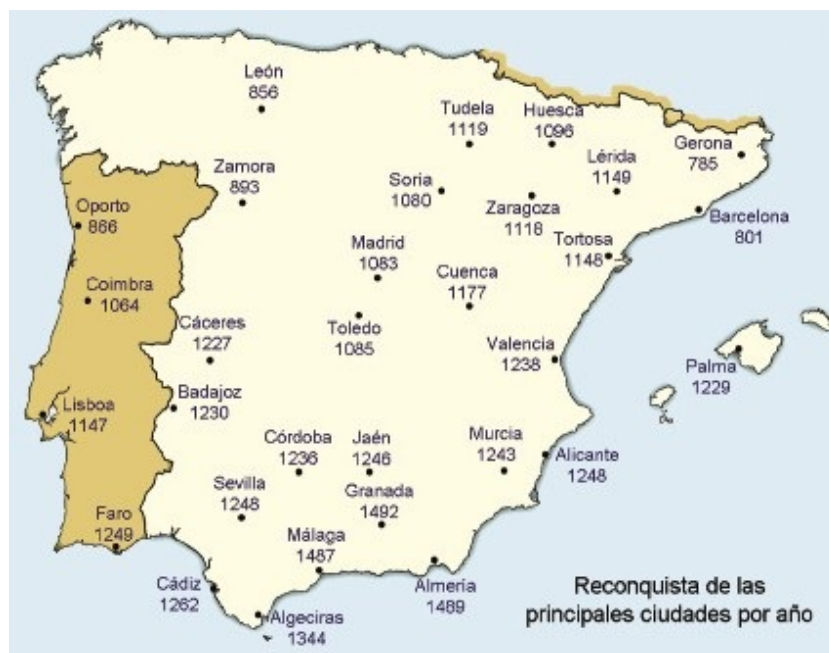 León
856
Tudela
1119
Huesca
1096
Gerona
785
Lérida
1149
Zamora
893
Soria
1080
Zaragoza
1118
Oporto
866
Barcelona
801
Tortosa
1148
Madrid
1083
Cuenca
1177
Coimbra
1064
Toledo
1085
Cáceres
1227
Valencia
1238
Palma
1229
Badajoz
1230
Lisboa
1147
Córdoba
1236
Jaén
1246
Murcia
1243
Alicante
1248
Sevilla
1248
Granada
1492
Faro
1249
Málaga
1487
Cádiz
1262
Almería
1489
Algeciras
1344
Reconquista de las
principales ciudades por año